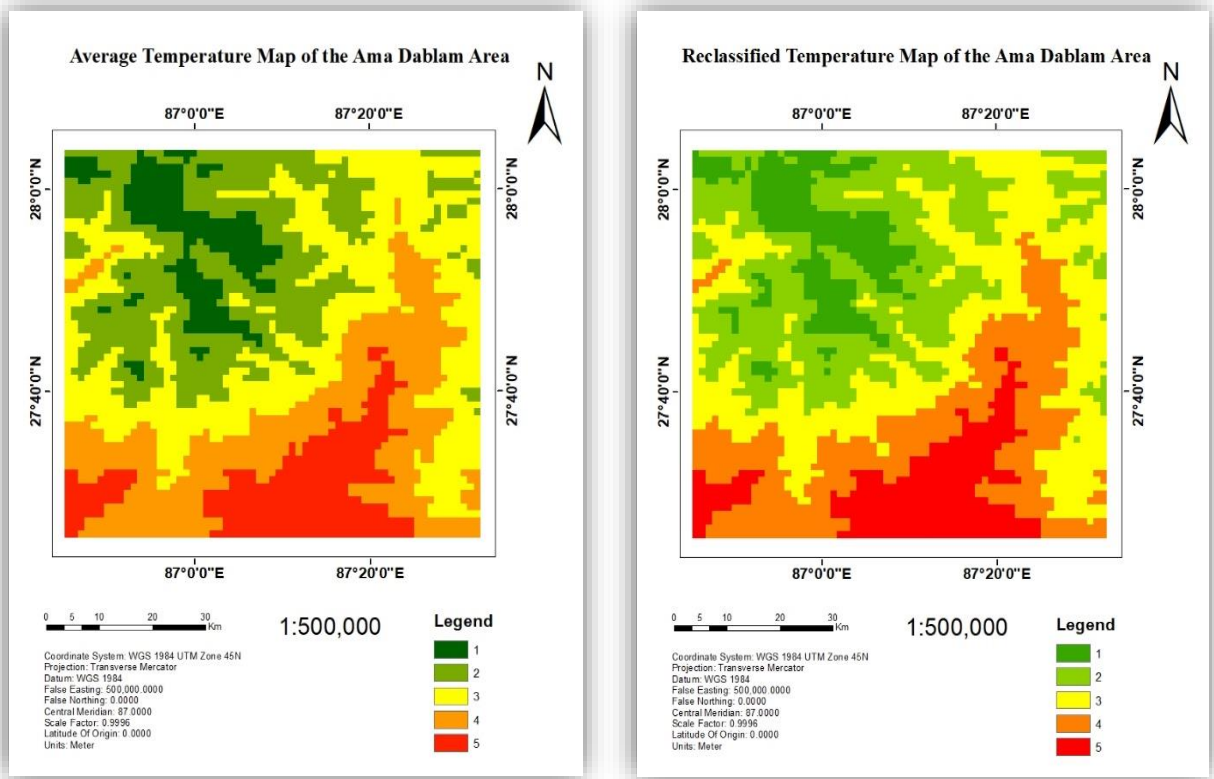 Average Temperature Map of the Ama Dablam Area
N
87°0'0"E 87°20'0"E
28°0'0"N 28°0'0"N
27°40'0"N 27°40'0"N
87°0'0"E 87°20'0"E
0 5 10 20 30
Km
1:500,000
Legend
1
2
3
4
5
Coordinate System: WGS 1984 UTM Zone 45N
Projection: Transverse Mercator
Datum: WGS 1984
False Easting: 500,000.0000
False Northing: 0.0000
Central Meridian: 87.0000
Scale Factor: 0.9996
Latitude Of Origin: 0.0000
Units: Meter
Reclassified Temperature Map of the Ama Dablam Area
N
87°0'0"E 87°20'0"E
28°0'0"N 28°0'0"N
27°40'0"N 27°40'0"N
87°0'0"E 87°20'0"E
0 5 10 20 30
Km
1:500,000
Legend
1
2
3
4
5
Coordinate System: WGS 1984 UTM Zone 45N
Projection: Transverse Mercator
Datum: WGS 1984
False Easting: 500,000.0000
False Northing: 0.0000
Central Meridian: 87.0000
Scale Factor: 0.9996
Latitude Of Origin: 0.0000
Units: Meter